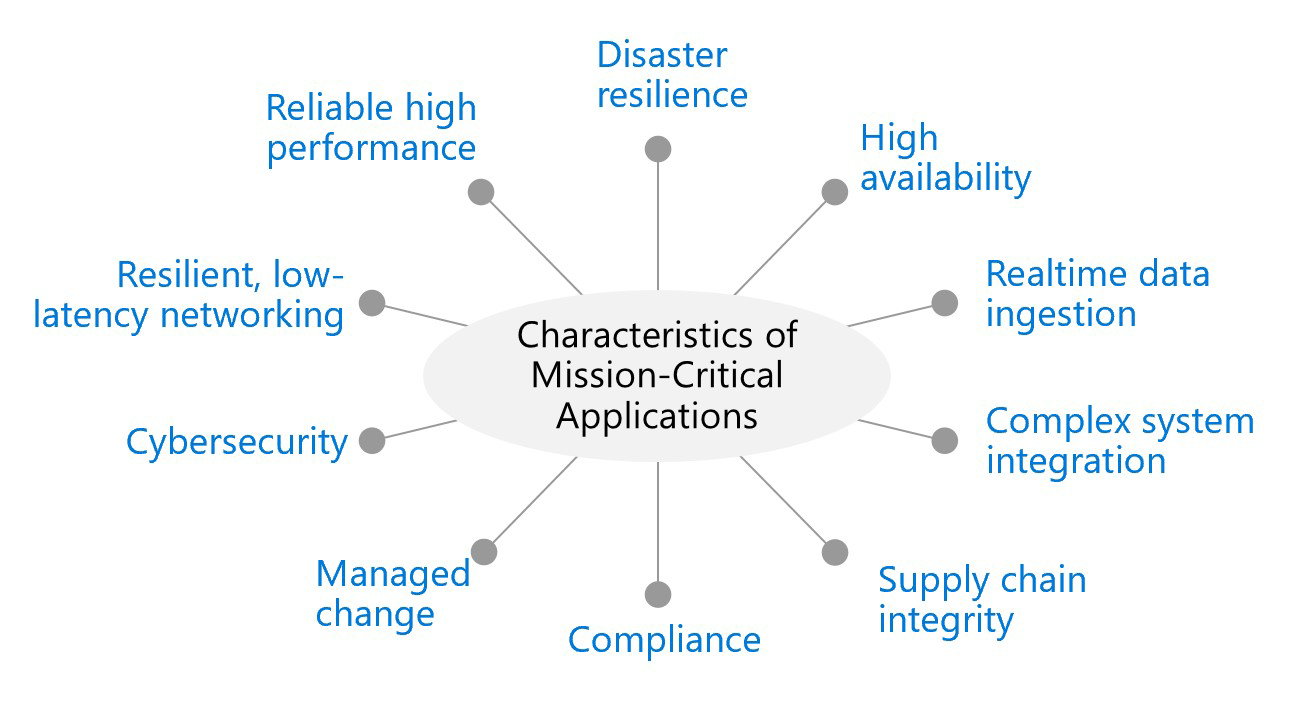 Disaster
resilience
Reliable high
performance
High
availability
Resilient, low-
latency networking
Realtime data
ingestion
Characteristics of
Mission-Critical
Applications
Cybersecurity
Complex system
integration
Managed
change
Supply chain
integrity
Compliance